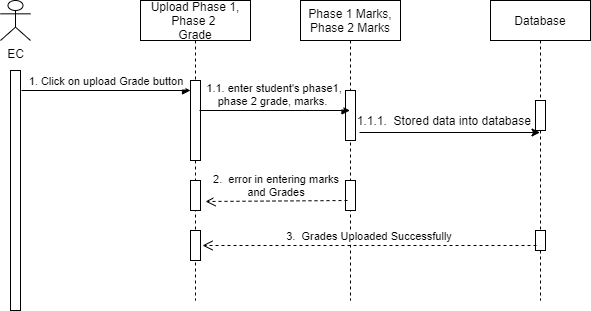 Upload Phase 1,
Phase 2
Grade
Phase 1 Marks,
Phase 2 Marks
Database
EC
1. Click on upload Grade button
1.1. enter student's phase1,
phase 2 grade, marks.
1.1.1.  Stored data into database
2.  error in entering marks
and Grades
3.  Grades Uploaded Successfully